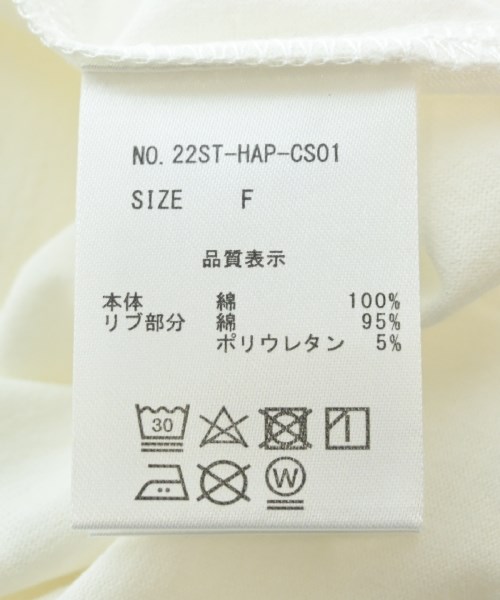 NO. 22ST-HAP-CS01
SIZE F
品質表示
本体 綿 100%
リブ部分 綿 95%
ポリウレタン 5%
30
W